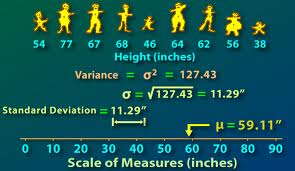 54 77 67 68 46 64 62 56 38
Height (inches)
Variance = σ² = 127.43
σ = √127.43 = 11.29"
Standard Deviation = 11.29"
μ = 59.11"
0 10 20 30 40 50 60 70 80 90
Scale of Measures (inches)